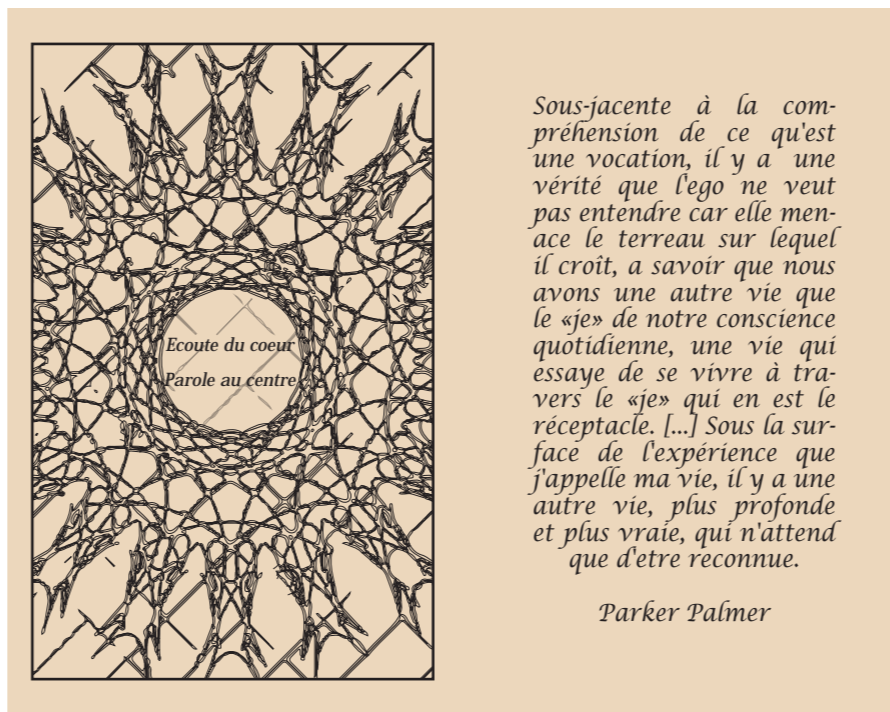 Ecoute du coeur
Parole au centre
Sous-jacente à la com-
préhension de ce qu'est
une vocation, il y a une
vérité que l'ego ne veut
pas entendre car elle men-
ace le terreau sur lequel
il croît, a savoir que nous
avons une autre vie que
le «je» de notre conscience
quotidienne, une vie qui
essaye de se vivre à tra-
vers le «je» qui en est le
réceptacle. [...] Sous la sur-
face de l'expérience que
j'appelle ma vie, il y a une
autre vie, plus profonde
et plus vraie, qui n'attend
que d'etre reconnue.
Parker Palmer